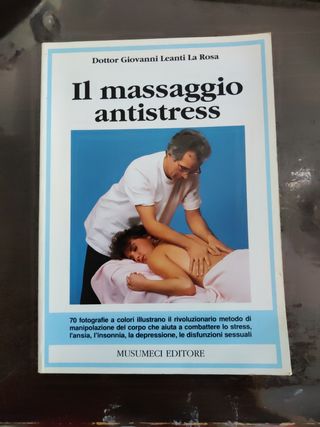 Dottor Giovanni Leanti La Rosa
Il massaggio
antistress
70 fotografie a colori illustrano il rivoluzionario metodo di
manipolazione del corpo che aiuta a combattere lo stress,
l'ansia, l'insonnia, la depressione, le disfunzioni sessuali
MUSUMECI EDITORE